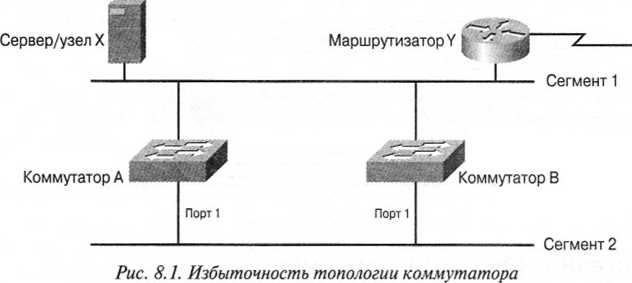 Сервер/узел X
Маршрутизатор Y
Сегмент 1
Коммутатор A
Коммутатор B
Порт 1
Порт 1
Сегмент 2
Рис. 8.1. Избыточность топологии коммутатора